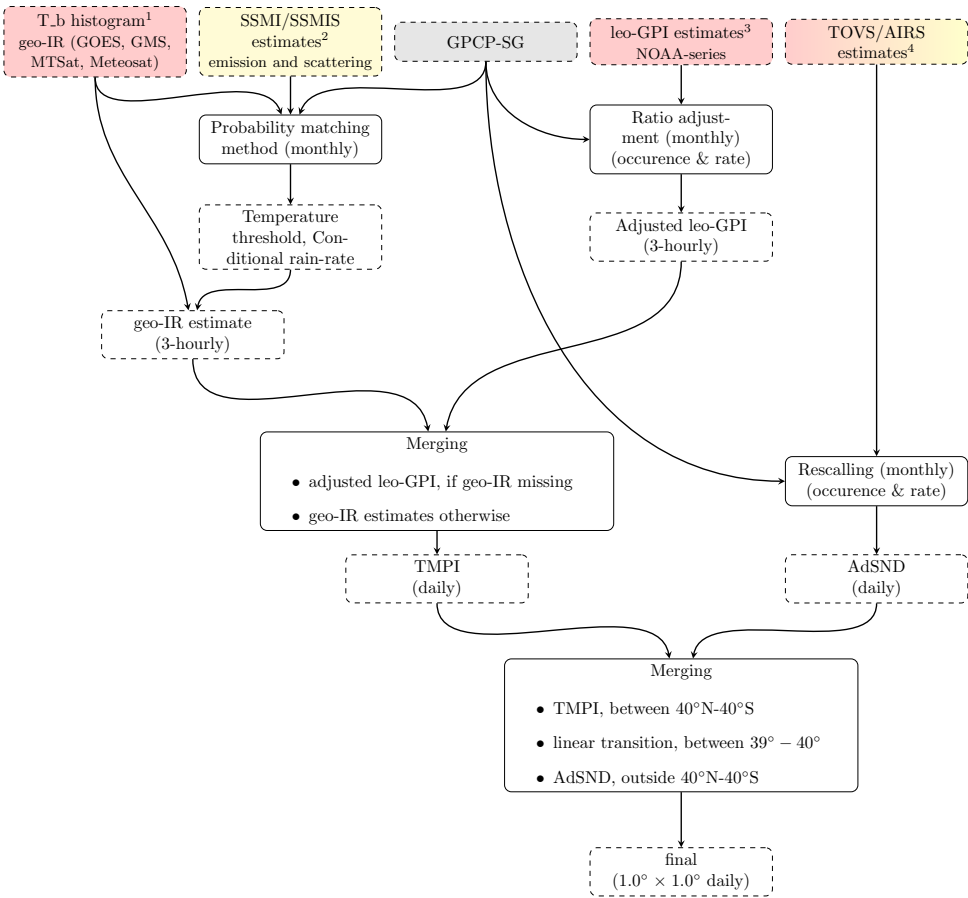 T_b histogram¹
geo-IR (GOES, GMS,
MTSat, Meteosat)
SSMI/SSMIS
estimates²
emission and scattering
GPCP-SG
leo-GPI estimates³
NOAA-series
TOVS/AIRS
estimates⁴
Probability matching
method (monthly)
Ratio adjust-
ment (monthly)
(occurence & rate)
Temperature
threshold, Con-
ditional rain-rate
Adjusted leo-GPI
(3-hourly)
geo-IR estimate
(3-hourly)
Merging
• adjusted leo-GPI, if geo-IR missing
• geo-IR estimates otherwise
Rescalling (monthly)
(occurence & rate)
TMPI
(daily)
AdSND
(daily)
Merging
• TMPI, between 40°N-40°S
• linear transition, between 39° − 40°
• AdSND, outside 40°N-40°S
final
(1.0° × 1.0° daily)